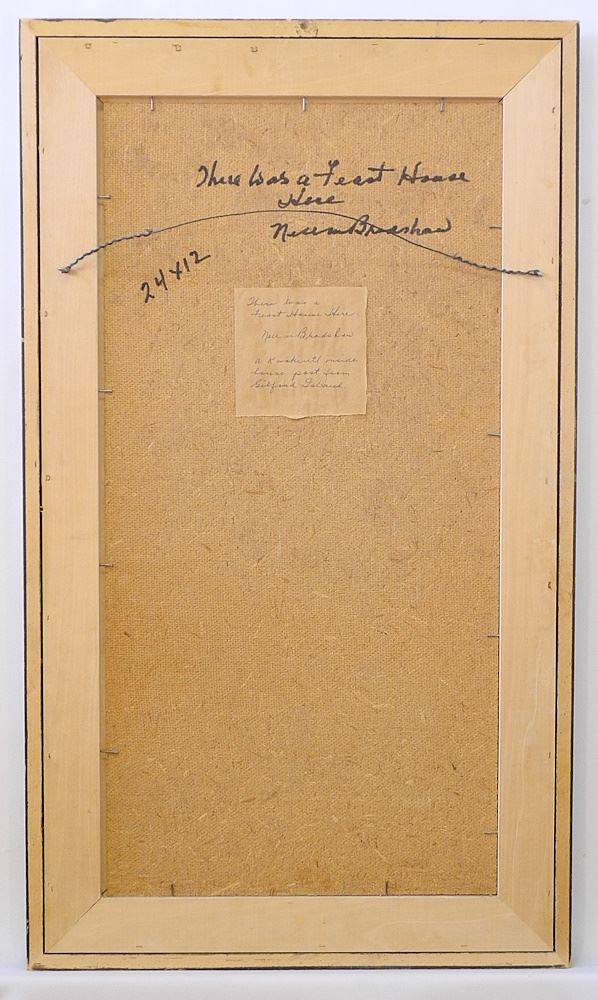 There Was a Feast House
Here
Nell m Bradshaw
24 x 12
There was a
Feast House Here.
Nell m Bradshaw
A Kwakiutl inside
house post from
Gilford Island